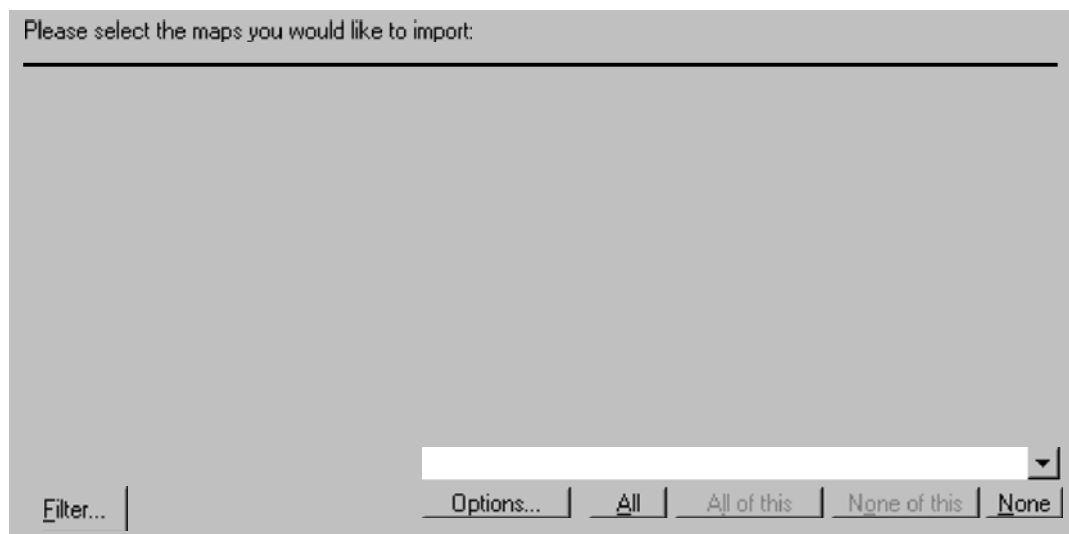 Please select the maps you would like to import:
Filter... Options... All All of this None of this None